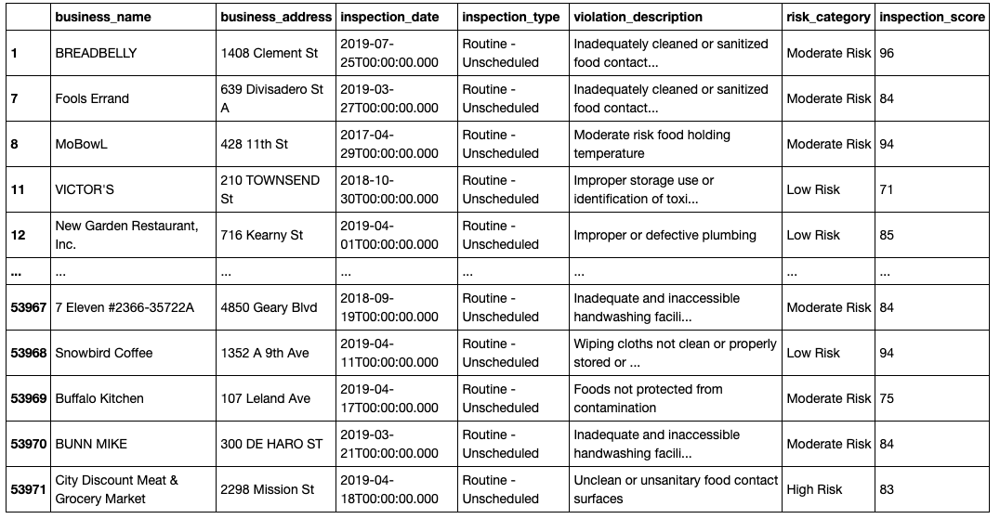 business_name business_address inspection_date inspection_type violation_description risk_category inspection_score
1 BREADBELLY 1408 Clement St 2019-07-25T00:00:00.000 Routine - Unscheduled Inadequately cleaned or sanitized food contact... Moderate Risk 96
7 Fools Errand 639 Divisadero St A 2019-03-27T00:00:00.000 Routine - Unscheduled Inadequately cleaned or sanitized food contact... Moderate Risk 84
8 MoBowL 428 11th St 2017-04-29T00:00:00.000 Routine - Unscheduled Moderate risk food holding temperature Moderate Risk 94
11 VICTOR'S 210 TOWNSEND St 2018-10-30T00:00:00.000 Routine - Unscheduled Improper storage use or identification of toxi... Low Risk 71
12 New Garden Restaurant, Inc. 716 Kearny St 2019-04-01T00:00:00.000 Routine - Unscheduled Improper or defective plumbing Low Risk 85
... ... ... ... ... ... ... ...
53967 7 Eleven #2366-35722A 4850 Geary Blvd 2018-09-19T00:00:00.000 Routine - Unscheduled Inadequate and inaccessible handwashing facili... Moderate Risk 84
53968 Snowbird Coffee 1352 A 9th Ave 2019-04-11T00:00:00.000 Routine - Unscheduled Wiping cloths not clean or properly stored or ... Low Risk 94
53969 Buffalo Kitchen 107 Leland Ave 2019-04-17T00:00:00.000 Routine - Unscheduled Foods not protected from contamination Moderate Risk 75
53970 BUNN MIKE 300 DE HARO ST 2019-03-21T00:00:00.000 Routine - Unscheduled Inadequate and inaccessible handwashing facili... Moderate Risk 84
53971 City Discount Meat & Grocery Market 2298 Mission St 2019-04-18T00:00:00.000 Routine - Unscheduled Unclean or unsanitary food contact surfaces High Risk 83